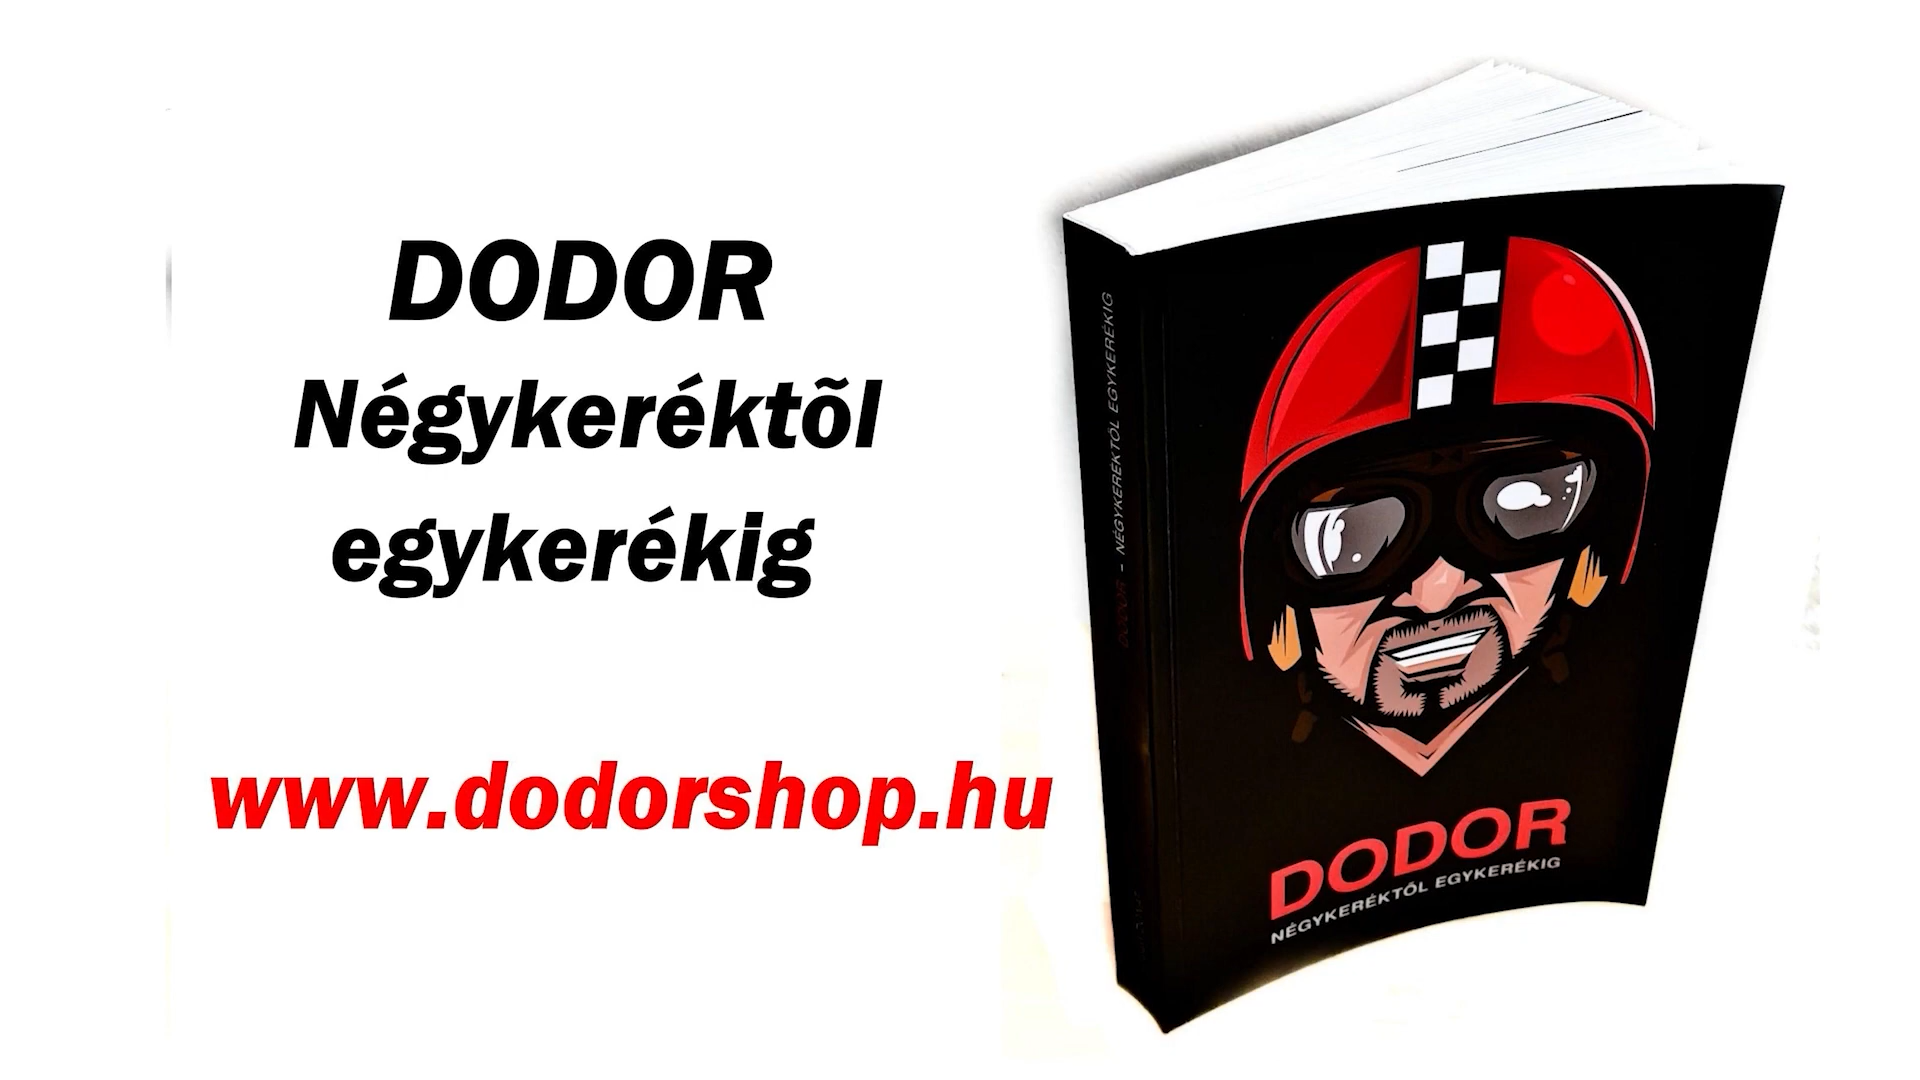 DODOR
Négykeréktõl
egykerékig
www.dodorshop.hu
DODOR - NÉGYKERÉKTŐL EGYKERÉKIG
DODOR
NÉGYKERÉKTŐL EGYKERÉKIG